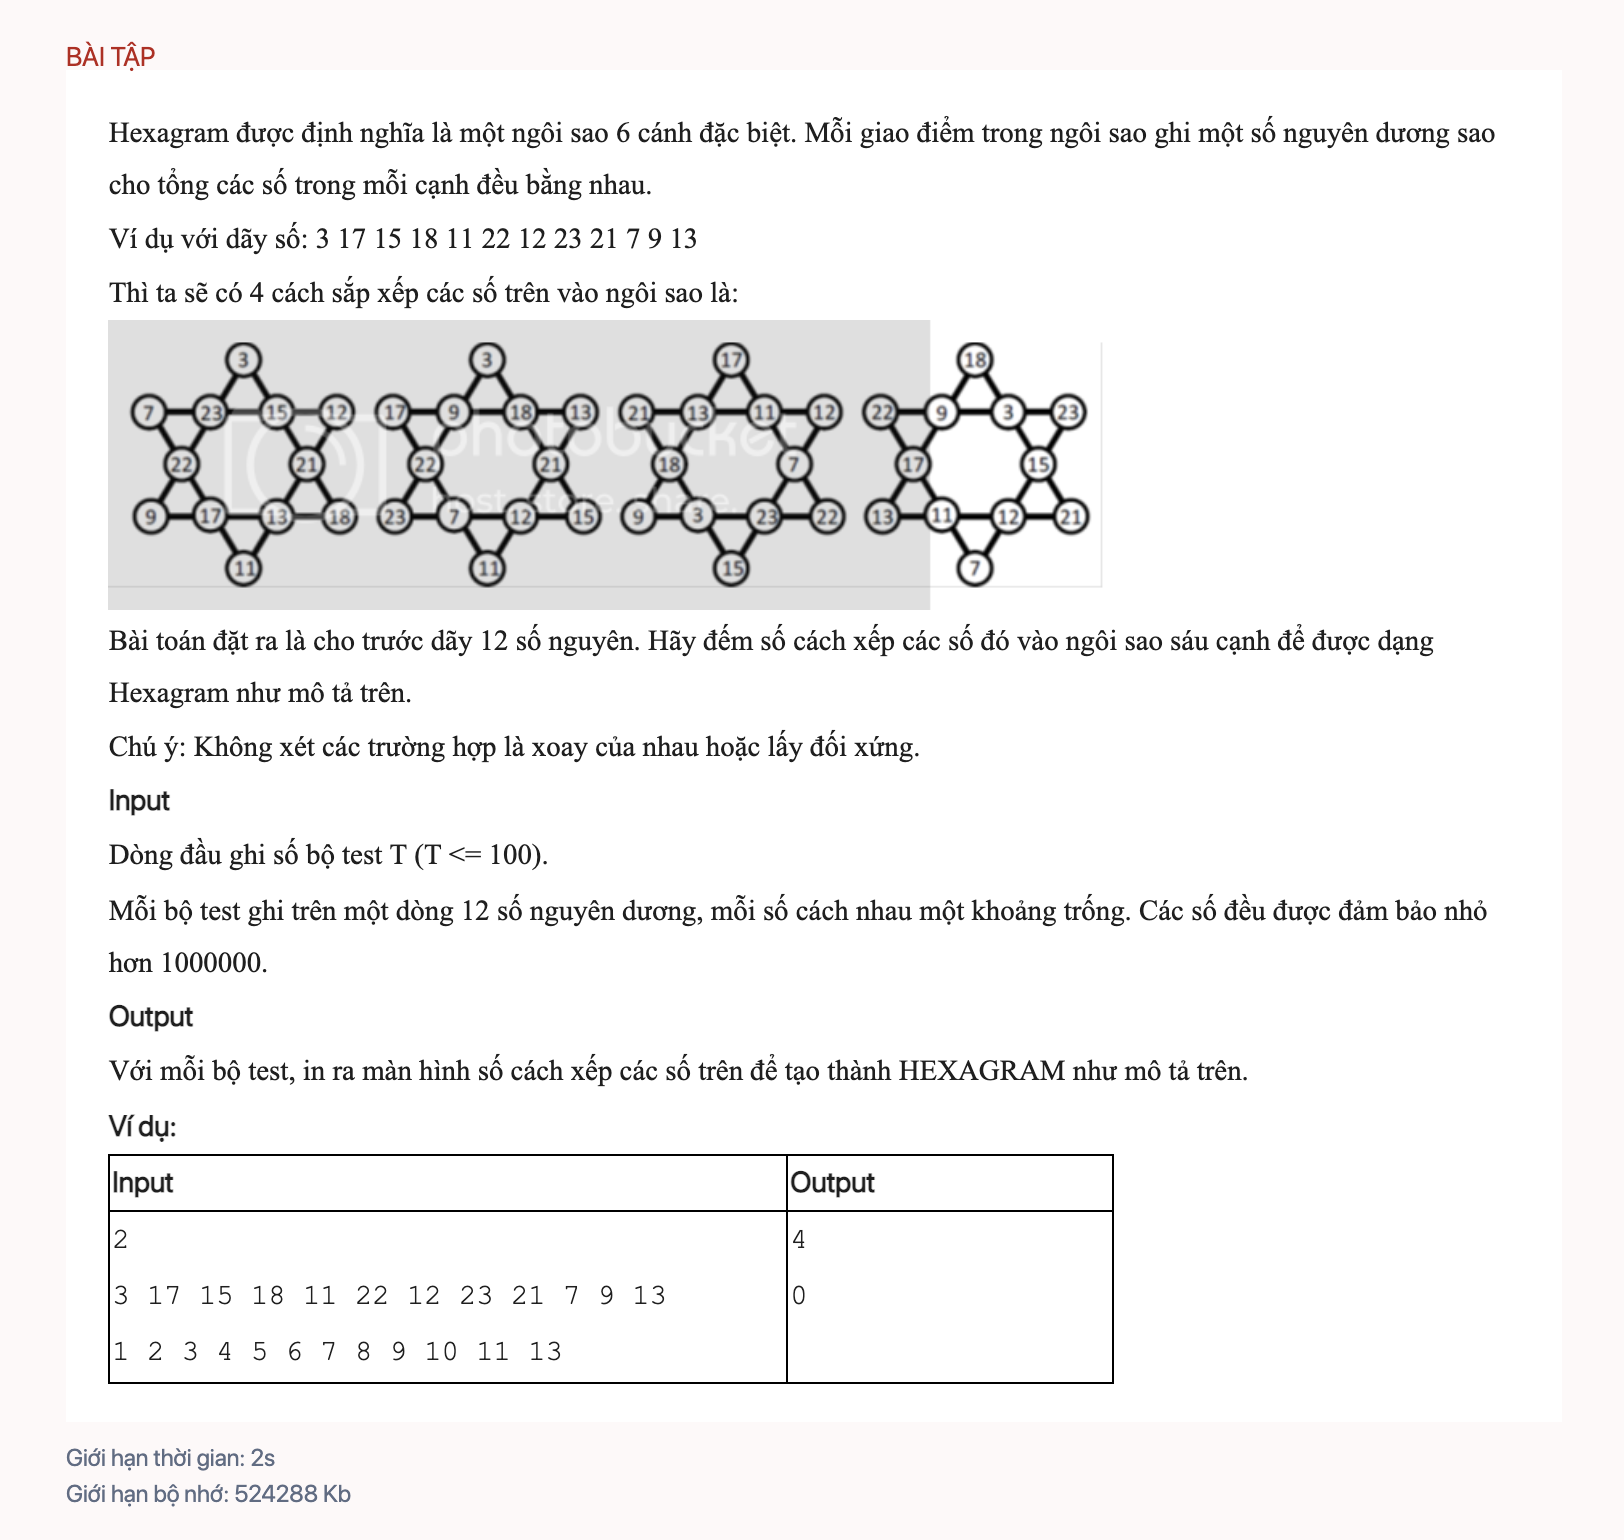 BÀI TẬP
Hexagram được định nghĩa là một ngôi sao 6 cánh đặc biệt. Mỗi giao điểm trong ngôi sao ghi một số nguyên dương sao
cho tổng các số trong mỗi cạnh đều bằng nhau.
Ví dụ với dãy số: 3 17 15 18 11 22 12 23 21 7 9 13
Thì ta sẽ có 4 cách sắp xếp các số trên vào ngôi sao là:
3 3 17 18
7 23 15 12 17 9 18 13 21 13 11 12 22 9 3 23
photobucket
22 21 22 21 18 7 17 15
host. store. share.
9 17 13 18 23 7 12 15 9 3 23 22 13 11 12 21
11 11 15 7
Bài toán đặt ra là cho trước dãy 12 số nguyên. Hãy đếm số cách xếp các số đó vào ngôi sao sáu cạnh để được dạng
Hexagram như mô tả trên.
Chú ý: Không xét các trường hợp là xoay của nhau hoặc lấy đối xứng.
Input
Dòng đầu ghi số bộ test T (T <= 100).
Mỗi bộ test ghi trên một dòng 12 số nguyên dương, mỗi số cách nhau một khoảng trống. Các số đều được đảm bảo nhỏ
hơn 1000000.
Output
Với mỗi bộ test, in ra màn hình số cách xếp các số trên để tạo thành HEXAGRAM như mô tả trên.
Ví dụ:
Input Output
2 4
3 17 15 18 11 22 12 23 21 7 9 13 0
1 2 3 4 5 6 7 8 9 10 11 13
Giới hạn thời gian: 2s
Giới hạn bộ nhớ: 524288 Kb